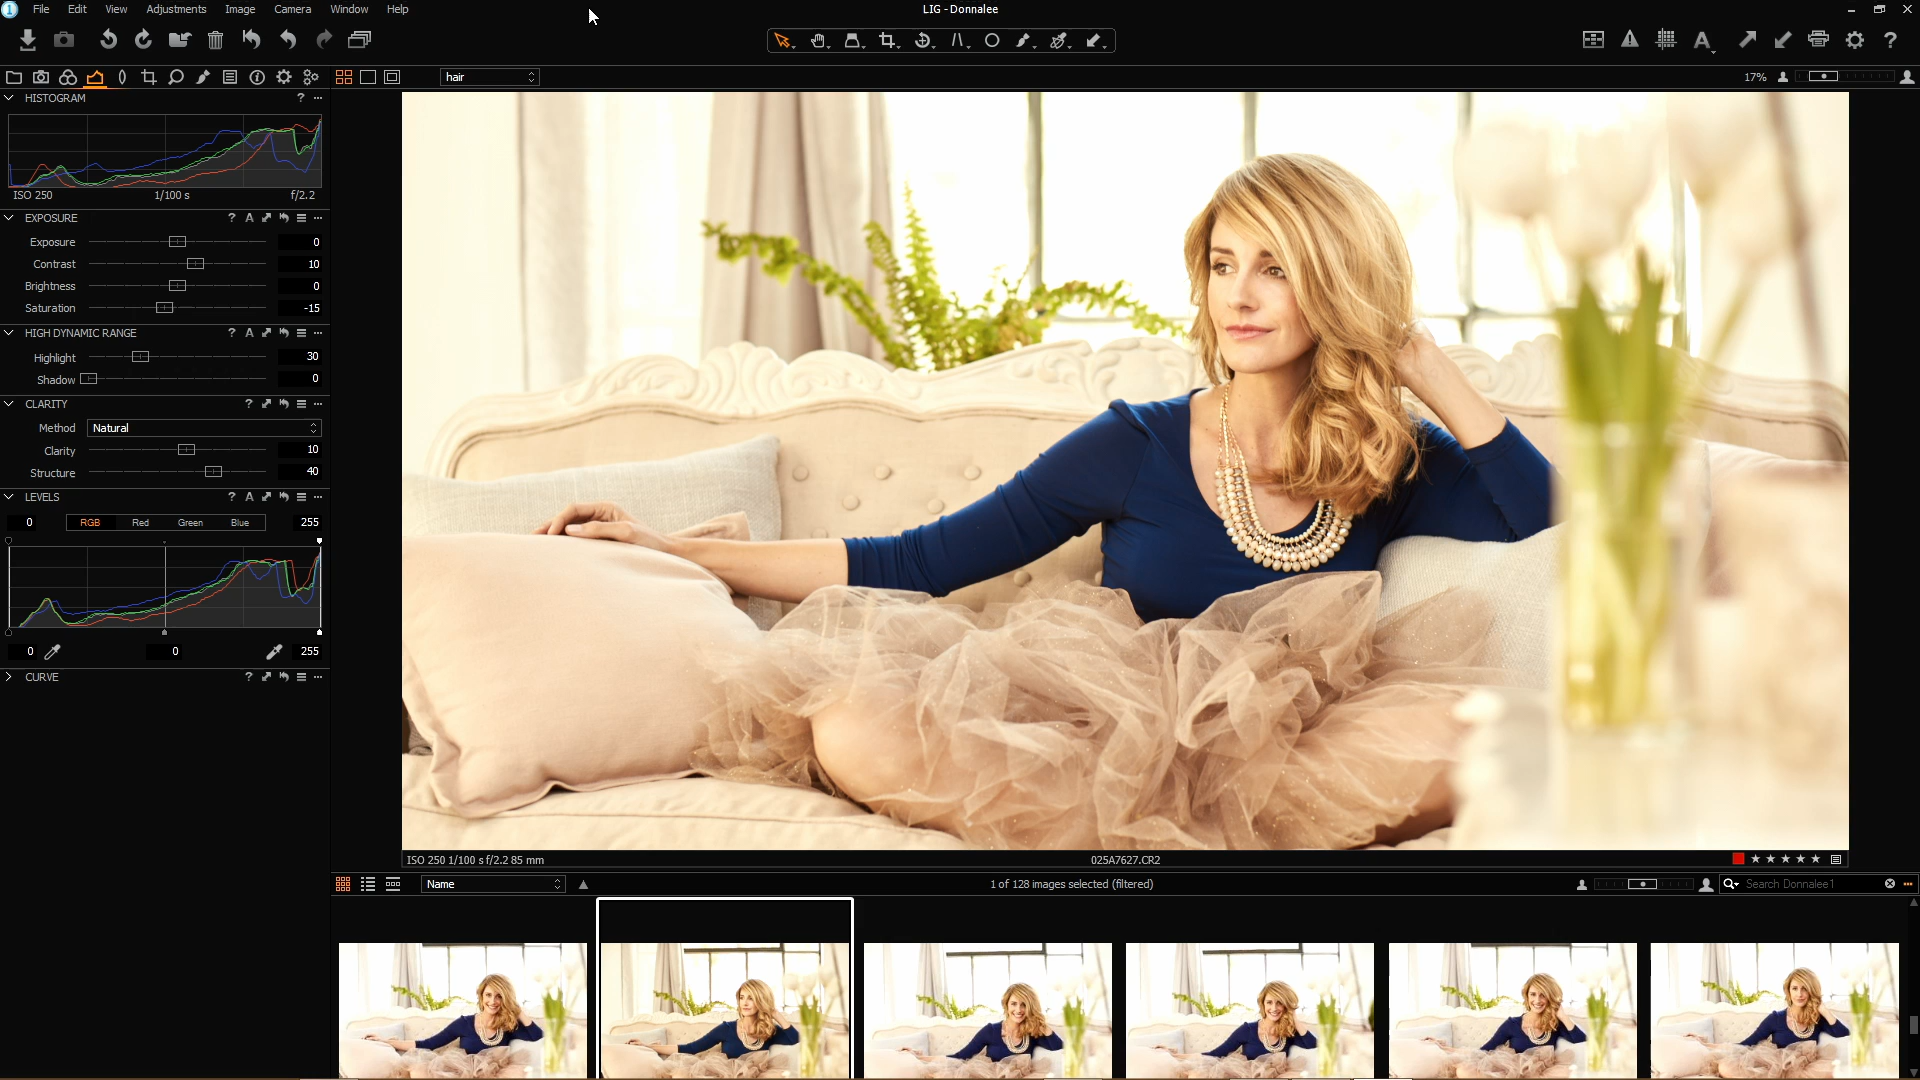 File Edit View Adjustments Image Camera Window Help
LIG - Donnalee
hair
17%
HISTOGRAM
ISO 250 1/100 s f/2.2
EXPOSURE
Exposure 0
Contrast 10
Brightness 0
Saturation -15
HIGH DYNAMIC RANGE
Highlight 30
Shadow 0
CLARITY
Method Natural
Clarity 10
Structure 40
LEVELS
0 RGB Red Green Blue 255
0 0 255
CURVE
ISO 250 1/100 s f/2.2 85 mm
025A7627.CR2
Name
1 of 128 images selected (filtered)
Search Donnalee1